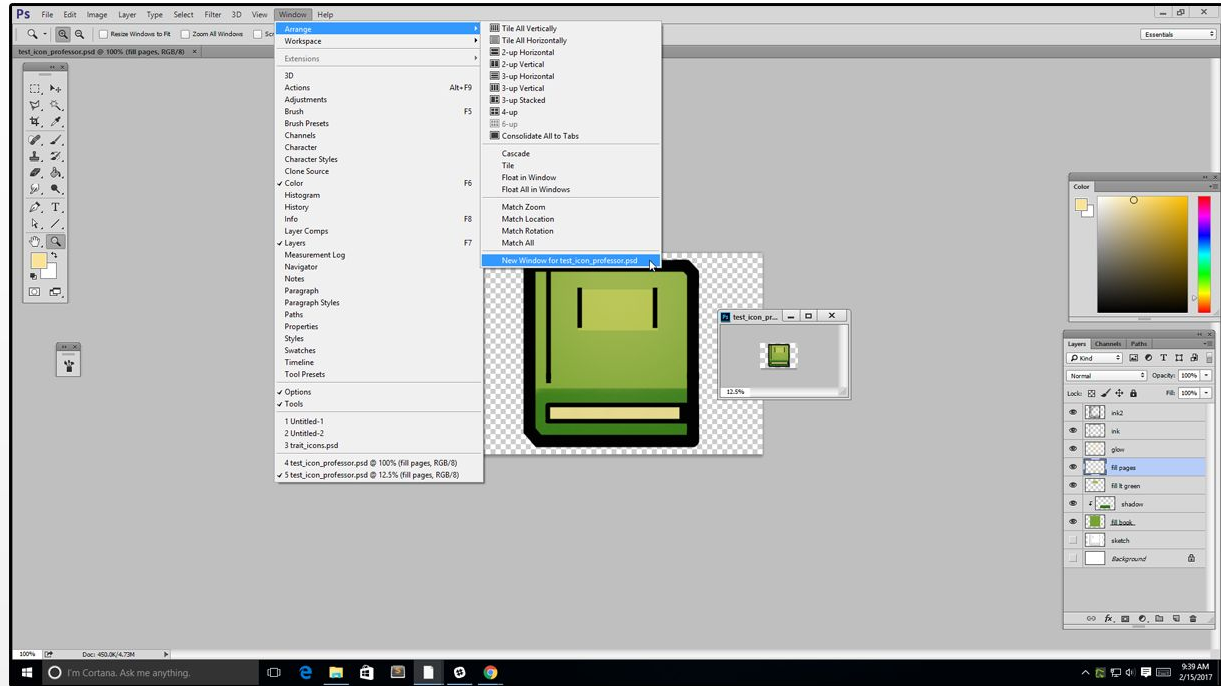 Ps File Edit Image Layer Type Select Filter 3D View Window Help
Resize Windows to Fit Zoom All Windows Scr
Essentials
test_icon_professor.psd @ 100% (fill pages, RGB/8) ×
Arrange
Workspace
Extensions
3D
Actions Alt+F9
Adjustments
Brush F5
Brush Presets
Channels
Character
Character Styles
Clone Source
Color F6
Histogram
History
Info F8
Layer Comps
Layers F7
Measurement Log
Navigator
Notes
Paragraph
Paragraph Styles
Paths
Properties
Styles
Swatches
Timeline
Tool Presets
Options
Tools
1 Untitled-1
2 Untitled-2
3 trait_icons.psd
4 test_icon_professor.psd @ 100% (fill pages, RGB/8)
5 test_icon_professor.psd @ 12.5% (fill pages, RGB/8)
Tile All Vertically
Tile All Horizontally
2-up Horizontal
2-up Vertical
3-up Horizontal
3-up Vertical
3-up Stacked
4-up
6-up
Consolidate All to Tabs
Cascade
Tile
Float in Window
Float All in Windows
Match Zoom
Match Location
Match Rotation
Match All
New Window for test_icon_professor.psd
Ps test_icon_pr...
12.5%
Color
Layers Channels Paths
Kind
Normal Opacity: 100%
Lock: Fill: 100%
ink2
ink
glow
fill pages
fill lt green
shadow
fill book
sketch
Background
100% Doc: 450.0K/4.73M
I'm Cortana. Ask me anything.
9:39 AM
2/15/2017